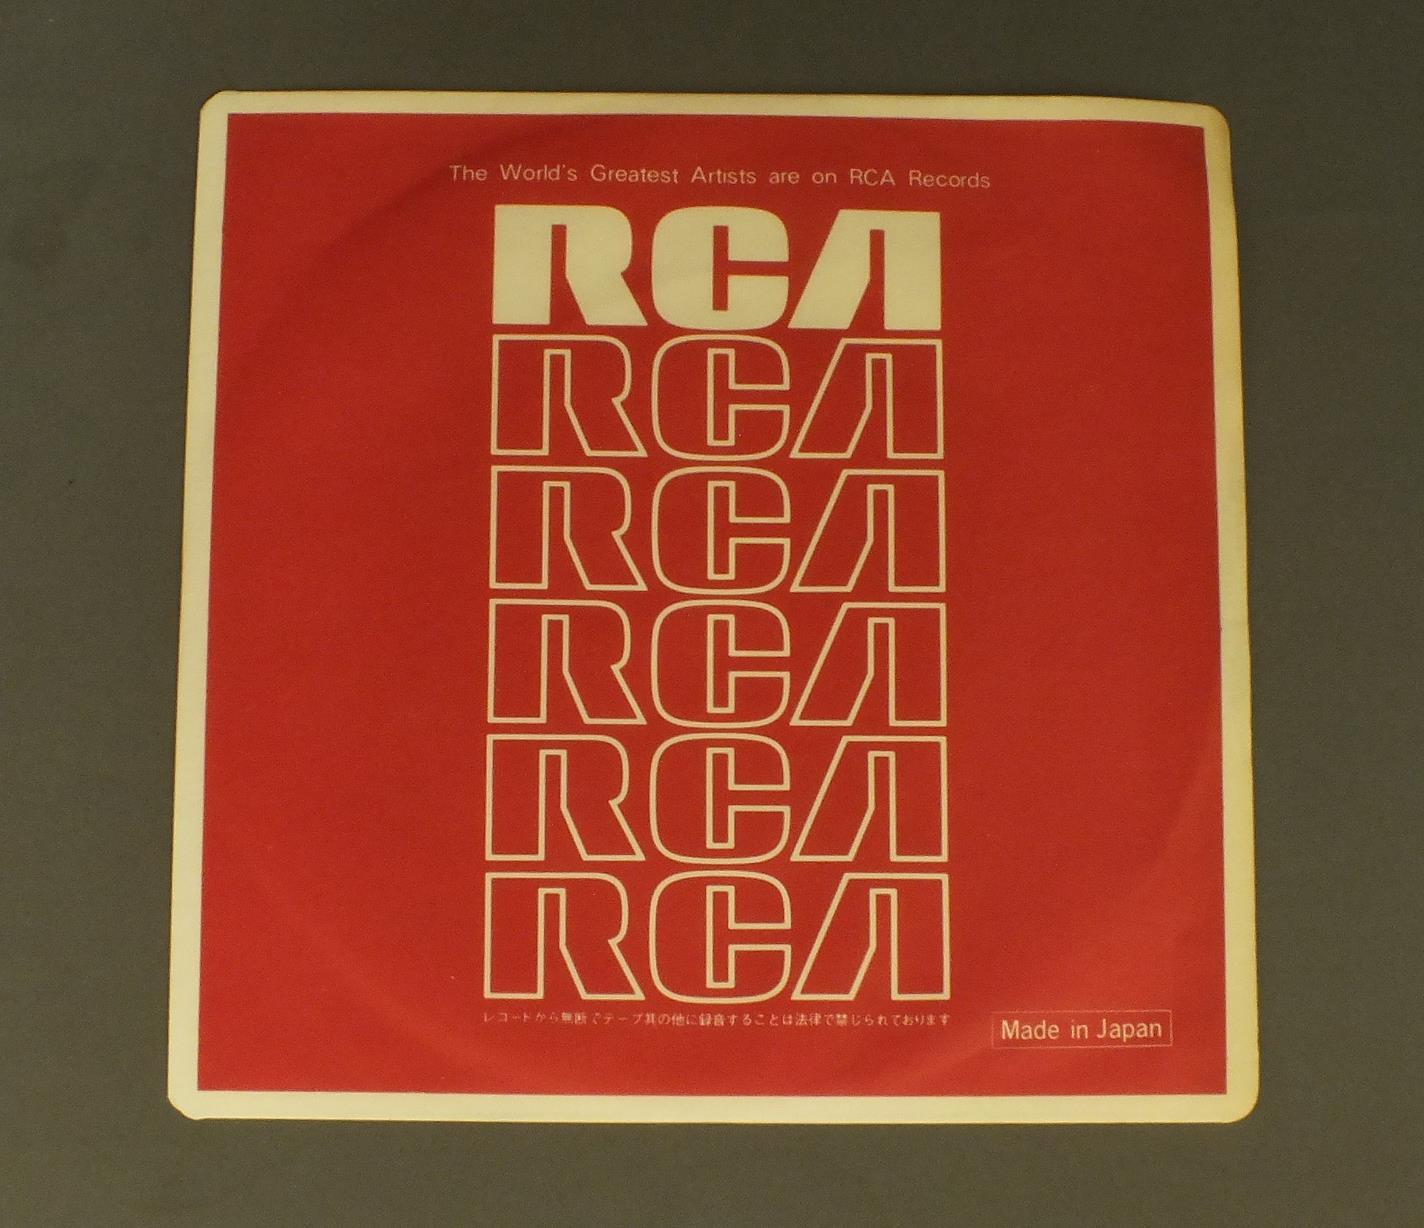 The World's Greatest Artists are on RCA Records
RCA
RCA
RCA
RCA
RCA
RCA
レコードから無断でテープ其の他に録音することは法律で禁じられております
Made in Japan